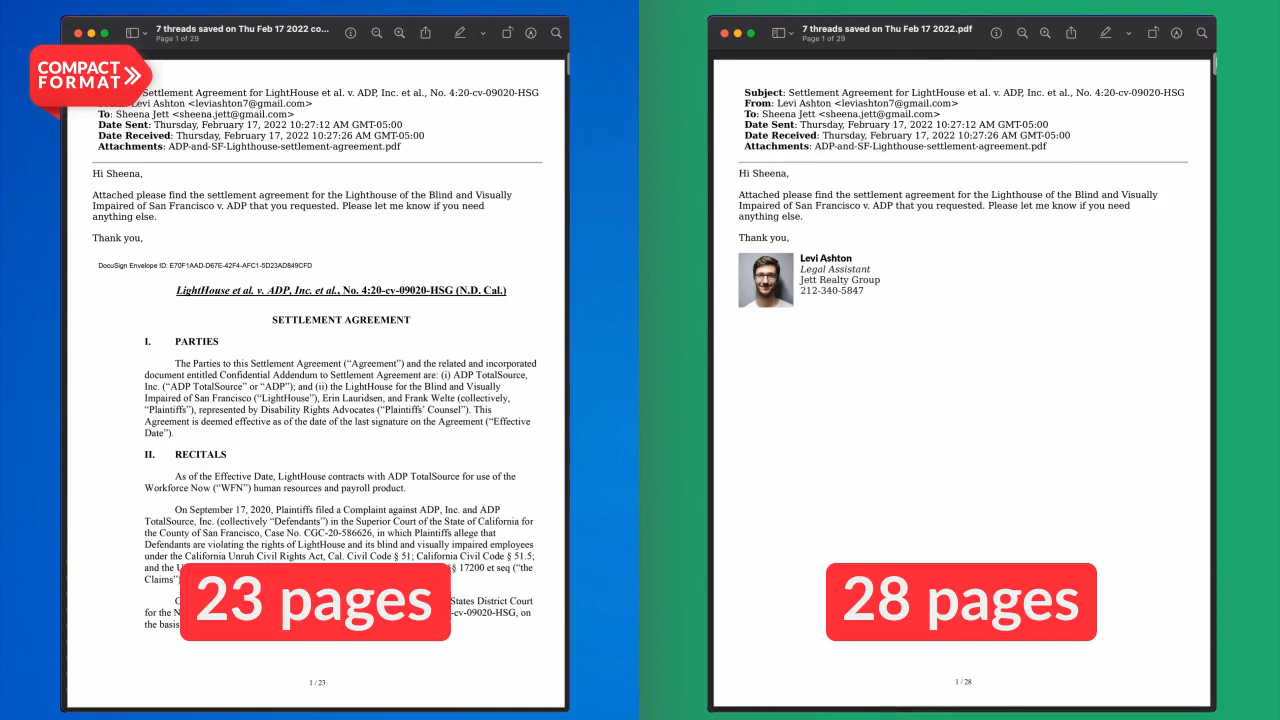 7 threads saved on Thu Feb 17 2022 co...
Page 1 of 29
COMPACT
FORMAT
Settlement Agreement for LightHouse et al. v. ADP, Inc. et al., No. 4:20-cv-09020-HSG
Levi Ashton <leviashton7@gmail.com>
To: Sheena Jett <sheena.jett@gmail.com>
Date Sent: Thursday, February 17, 2022 10:27:12 AM GMT-05:00
Date Received: Thursday, February 17, 2022 10:27:26 AM GMT-05:00
Attachments: ADP-and-SF-Lighthouse-settlement-agreement.pdf
Hi Sheena,
Attached please find the settlement agreement for the Lighthouse of the Blind and Visually
Impaired of San Francisco v. ADP that you requested. Please let me know if you need
anything else.
Thank you,
DocuSign Envelope ID: E70F1AAD-D67E-42F4-AFC1-5D23AD849CFD
LightHouse et al. v. ADP, Inc. et al., No. 4:20-cv-09020-HSG (N.D. Cal.)
SETTLEMENT AGREEMENT
I. PARTIES
The Parties to this Settlement Agreement (“Agreement”) and the related and incorporated
document entitled Confidential Addendum to Settlement Agreement are: (i) ADP TotalSource,
Inc. (“ADP TotalSource” or “ADP”); and (ii) the LightHouse for the Blind and Visually
Impaired of San Francisco (“LightHouse”), Erin Lauridsen, and Frank Welte (collectively,
“Plaintiffs”), represented by Disability Rights Advocates (“Plaintiffs’ Counsel”). This
Agreement is deemed effective as of the date of the last signature on the Agreement (“Effective
Date”).
II. RECITALS
As of the Effective Date, LightHouse contracts with ADP TotalSource for use of the
Workforce Now (“WFN”) human resources and payroll product.
On September 17, 2020, Plaintiffs filed a Complaint against ADP, Inc. and ADP
TotalSource, Inc. (collectively “Defendants”) in the Superior Court of the State of California for
the County of San Francisco, Case No. CGC-20-586626, in which Plaintiffs allege that
Defendants are violating the rights of LightHouse and its blind and visually impaired employees
under the California Unruh Civil Rights Act, Cal. Civil Code § 51; California Civil Code § 51.5;
and the §§ 17200 et seq (“the
Claims”)
States District Court
for the -cv-09020-HSG, on
the basis
23 pages
1 / 23
7 threads saved on Thu Feb 17 2022.pdf
Page 1 of 29
Subject: Settlement Agreement for LightHouse et al. v. ADP, Inc. et al., No. 4:20-cv-09020-HSG
From: Levi Ashton <leviashton7@gmail.com>
To: Sheena Jett <sheena.jett@gmail.com>
Date Sent: Thursday, February 17, 2022 10:27:12 AM GMT-05:00
Date Received: Thursday, February 17, 2022 10:27:26 AM GMT-05:00
Attachments: ADP-and-SF-Lighthouse-settlement-agreement.pdf
Hi Sheena,
Attached please find the settlement agreement for the Lighthouse of the Blind and Visually
Impaired of San Francisco v. ADP that you requested. Please let me know if you need
anything else.
Thank you,
Levi Ashton
Legal Assistant
Jett Realty Group
212-340-5847
28 pages
1 / 28